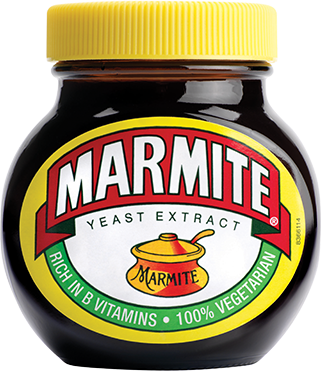 MARMITE®
YEAST EXTRACT
MARMITE
RICH IN B VITAMINS • 100% VEGETARIAN